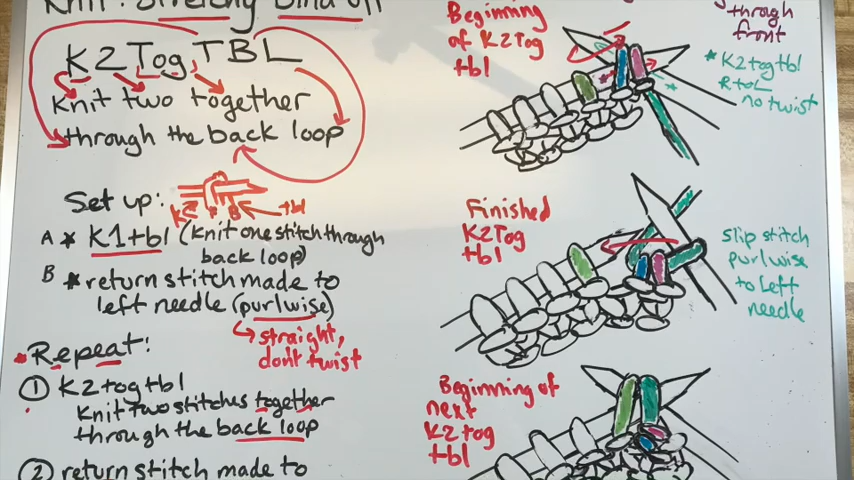 Knit: Stretchy Bind off
K2Tog, TBL
knit two together
through the back loop
Set up:
K F B tbl
A * K1tbl (knit one stitch through
back loop)
B * return stitch made to
left needle (purlwise)
straight,
don't twist
* Repeat:
① K2togtbl
Knit two stitches together
through the back loop
② return stitch made to
Beginning
of K2Tog
tbl
through
front
* K2togtbl
R to L
no twist
Finished
K2Tog
tbl
Slip stitch
purlwise
to left
needle
Beginning of
next
K2tog
tbl